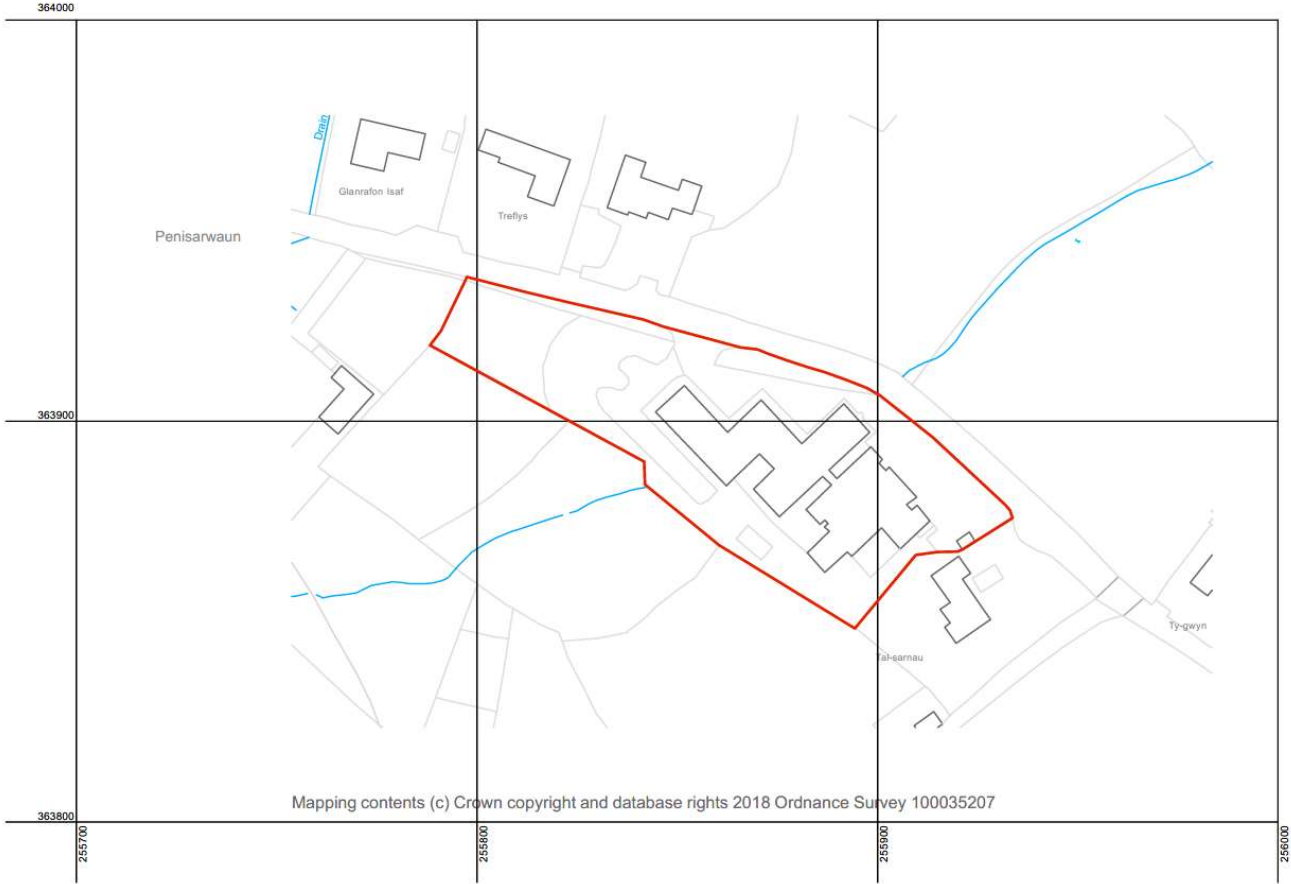 364000
Drain
Glanrafon Isaf
Treflys
Penisarwaun
363900
Ty-gwyn
Tal-sarnau
Mapping contents (c) Crown copyright and database rights 2018 Ordnance Survey 100035207
363800
255700
255800
255900
256000